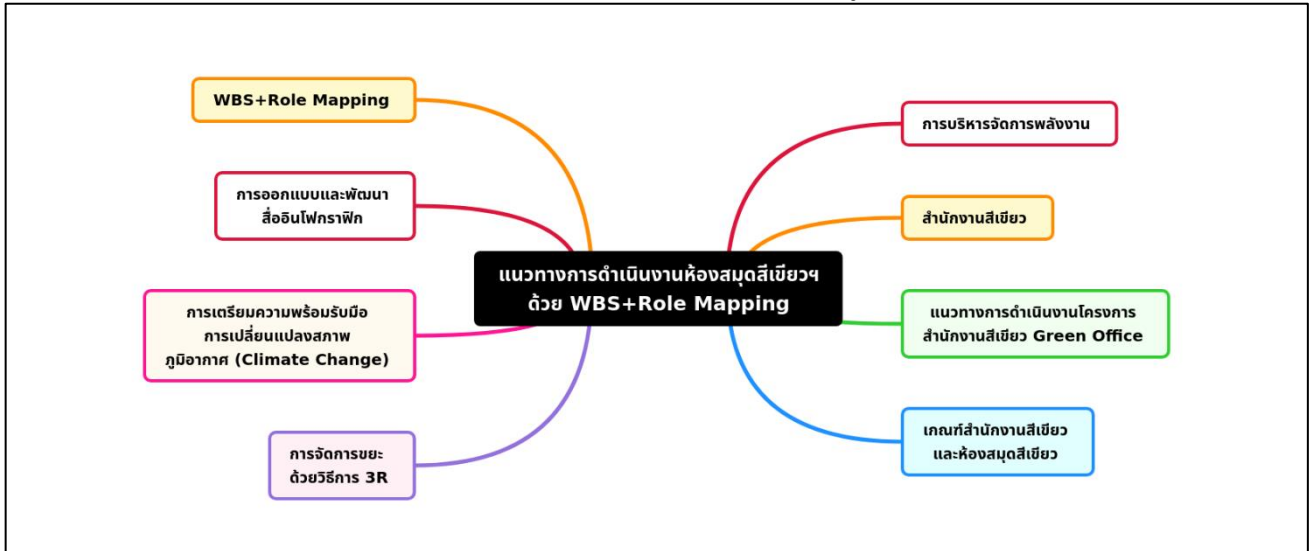 WBS+Role Mapping
การออกแบบและพัฒนา
สื่ออินโฟกราฟิก
การเตรียมความพร้อมรับมือ
การเปลี่ยนแปลงสภาพ
ภูมิอากาศ (Climate Change)
การจัดการขยะ
ด้วยวิธีการ 3R
แนวทางการดำเนินงานห้องสมุดสีเขียวฯ
ด้วย WBS+Role Mapping
การบริหารจัดการพลังงาน
สำนักงานสีเขียว
แนวทางการดำเนินงานโครงการ
สำนักงานสีเขียว Green Office
เกณฑ์สำนักงานสีเขียว
และห้องสมุดสีเขียว